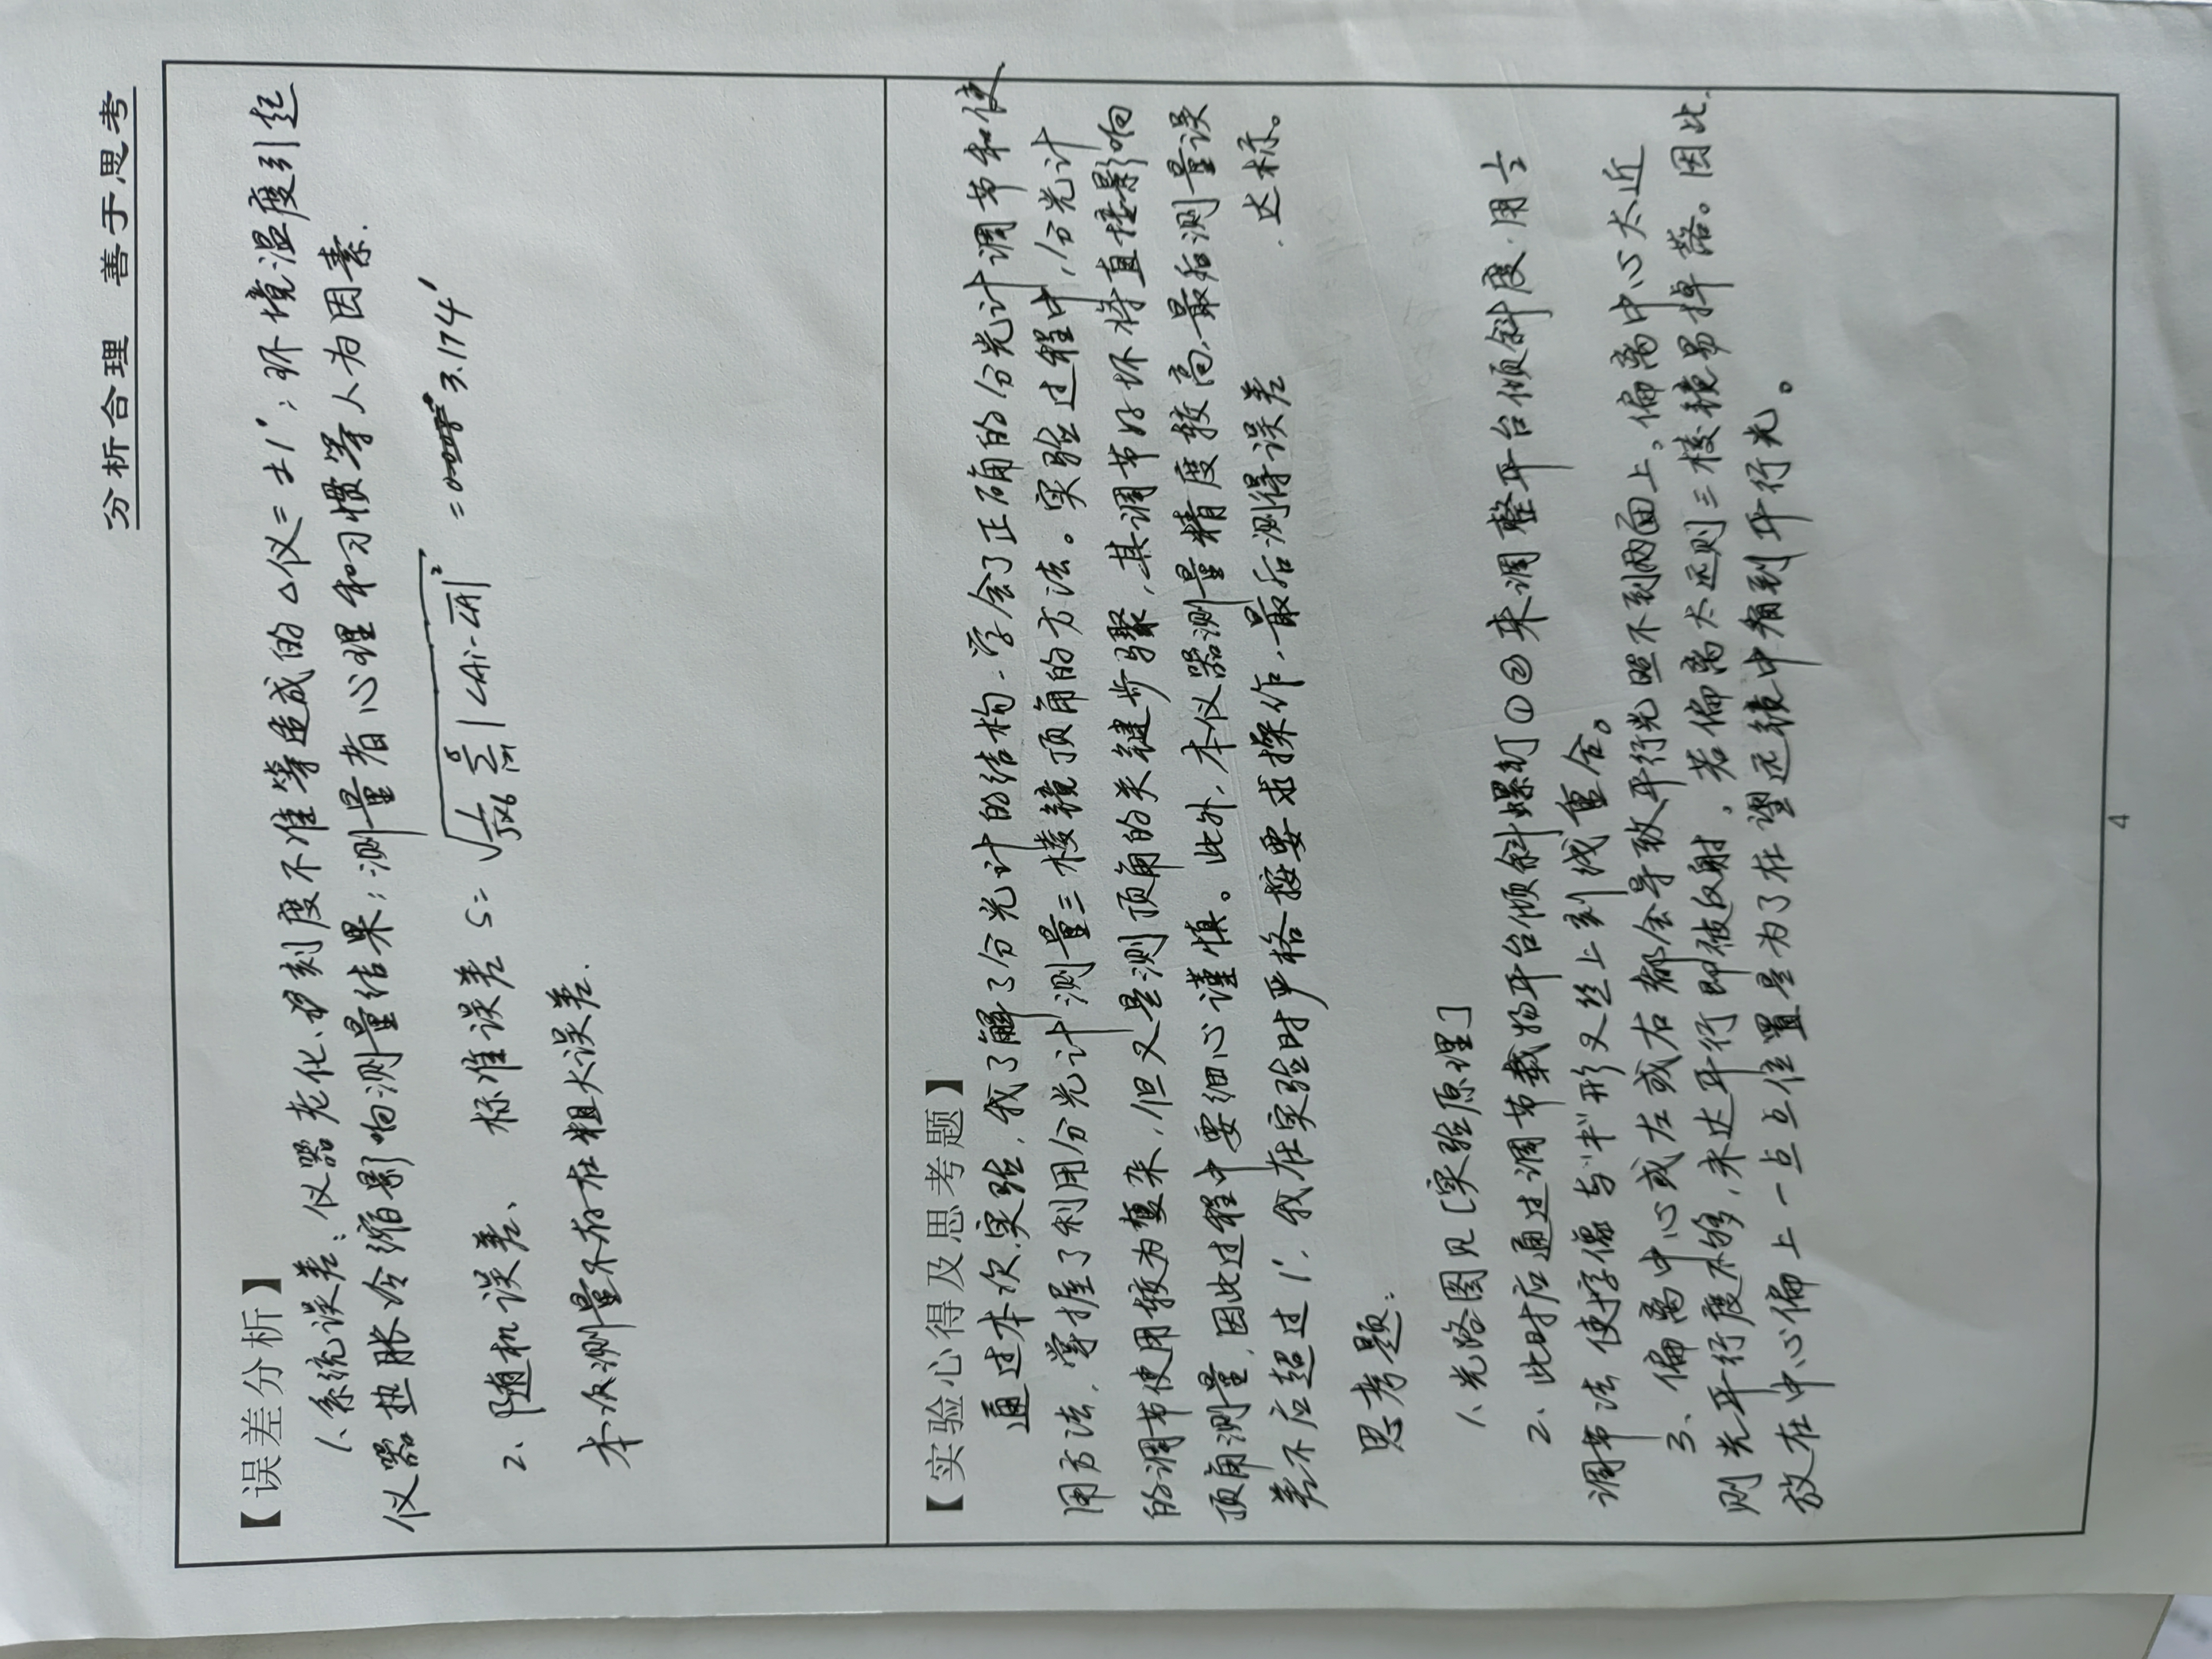 分析合理 善于思考
【误差分析】
1、系统误差：仪器老化、刻度不准等造成的△仪=±1′；环境温度引起
仪器热胀冷缩影响测量结果；测量者心理和习惯等人为因素.
2、随机误差、 标准误差 S= √(1/(5×6) Σ(i=1→6) |∠Ai-∠A̅|²) = 3.174′
本次测量不存在粗大误差.
【实验心得及思考题】
通过本次实验，我了解了分光计的结构，学会了正确的分光计调节和使
用方法，掌握了利用分光计测量三棱镜顶角的方法。实验过程中，分光计
的调节使用较为复杂，但又是测顶角的关键步骤，其调节好坏将直接影响
顶角测量，因此过程中要细心谨慎。此外，本仪器测量精度较高，最后测量误
差不应超过1′，我在实验时严格按要求操作，最后测得误差 达标。
思考题：
1、光路图见［实验原理］
2、此时应通过调节载物平台倾斜螺钉①②来调整平台倾斜度，用½
调节法 使字像与“丰”形叉丝上刻线重合。
3、偏离中心或左或右都会导致平行光照不到两面上。偏离中心太近
则光平行度不够，未达平行即被反射，若偏离太远则三棱镜易掉落。因此，
放在中心偏上一点点位置是为了在望远镜中看到平行光。
4